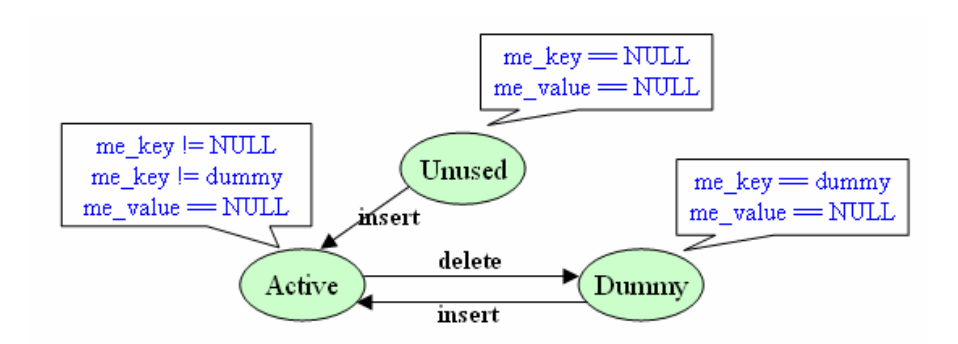 me_key == NULL
me_value == NULL
me_key != NULL
me_key != dummy
me_value == NULL
Unused
me_key == dummy
me_value == NULL
insert
Active
delete
Dummy
insert